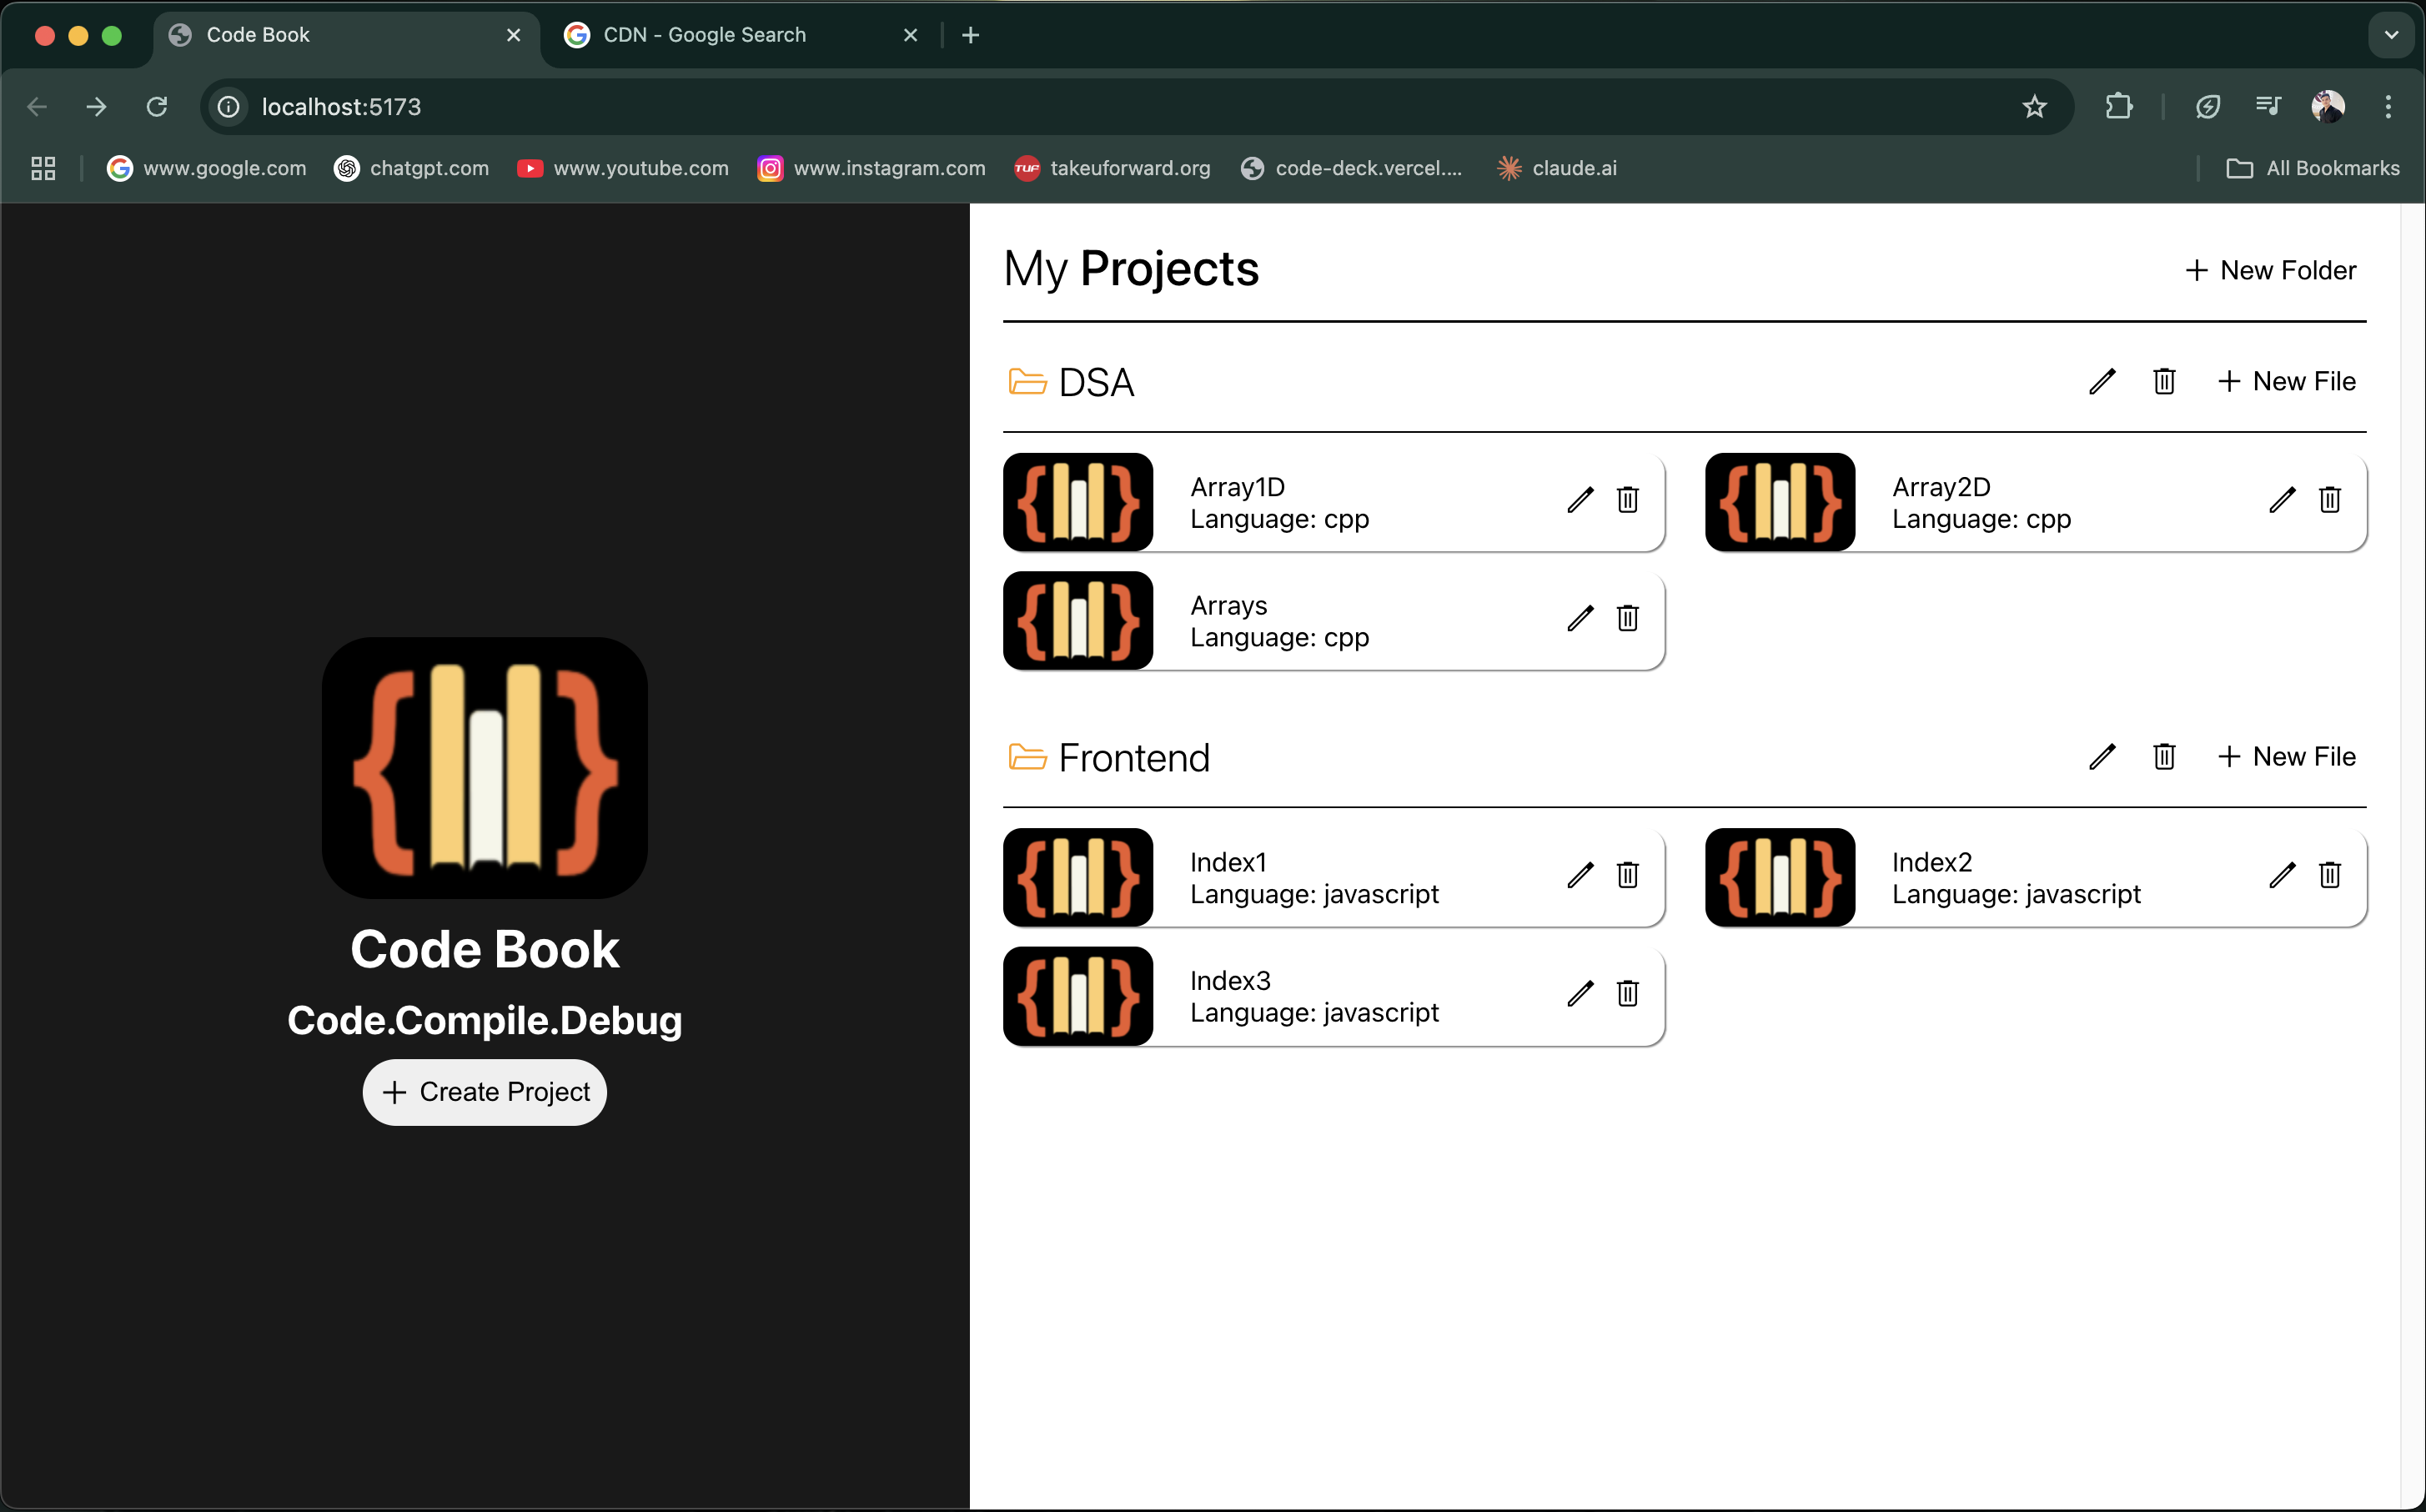 Code Book
CDN - Google Search
localhost:5173
www.google.com
chatgpt.com
www.youtube.com
www.instagram.com
TUF
takeuforward.org
code-deck.vercel....
claude.ai
All Bookmarks
Code Book
Code.Compile.Debug
+ Create Project
My Projects
+ New Folder
DSA
+ New File
Array1D
Language: cpp
Array2D
Language: cpp
Arrays
Language: cpp
Frontend
+ New File
Index1
Language: javascript
Index2
Language: javascript
Index3
Language: javascript